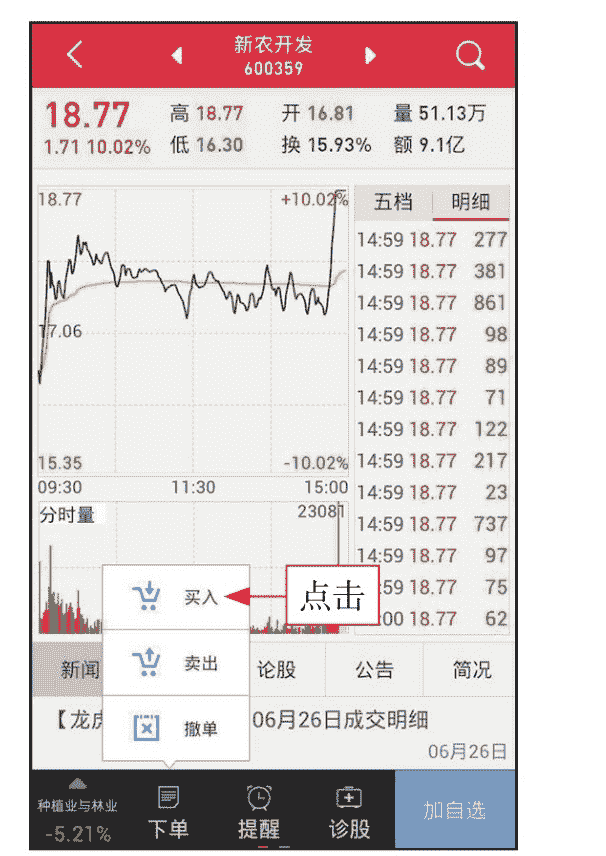 新农开发
600359
18.77 高 18.77 开 16.81 量 51.13万
1.71 10.02% 低 16.30 换 15.93% 额 9.1亿
18.77 +10.02%
17.06
15.35 -10.02%
09:30 11:30 15:00
分时量 23081
五档 明细
14:59 18.77 277
14:59 18.77 381
14:59 18.77 861
14:59 18.77 98
14:59 18.77 89
14:59 18.77 71
14:59 18.77 122
14:59 18.77 217
14:59 18.77 23
14:59 18.77 737
14:59 18.77 97
:59 18.77 75
:00 18.77 62
买入
点击
卖出
撤单
新闻 论股 公告 简况
【龙虎 06月26日成交明细
06月26日
种植业与林业
-5.21%
下单 提醒 诊股 加自选